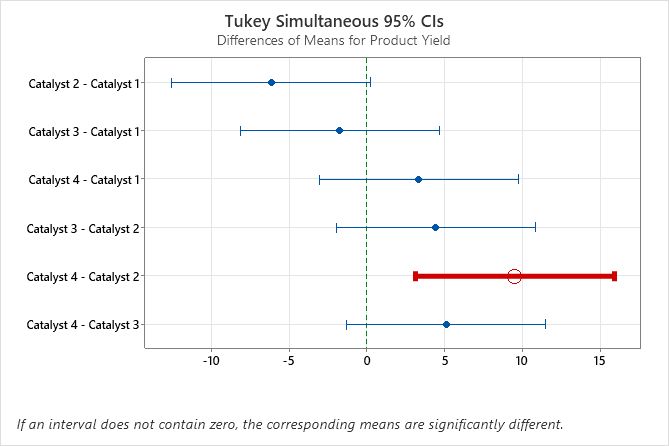 Tukey Simultaneous 95% CIs
Differences of Means for Product Yield
Catalyst 2 - Catalyst 1
Catalyst 3 - Catalyst 1
Catalyst 4 - Catalyst 1
Catalyst 3 - Catalyst 2
Catalyst 4 - Catalyst 2
Catalyst 4 - Catalyst 3
-10 -5 0 5 10 15
If an interval does not contain zero, the corresponding means are significantly different.